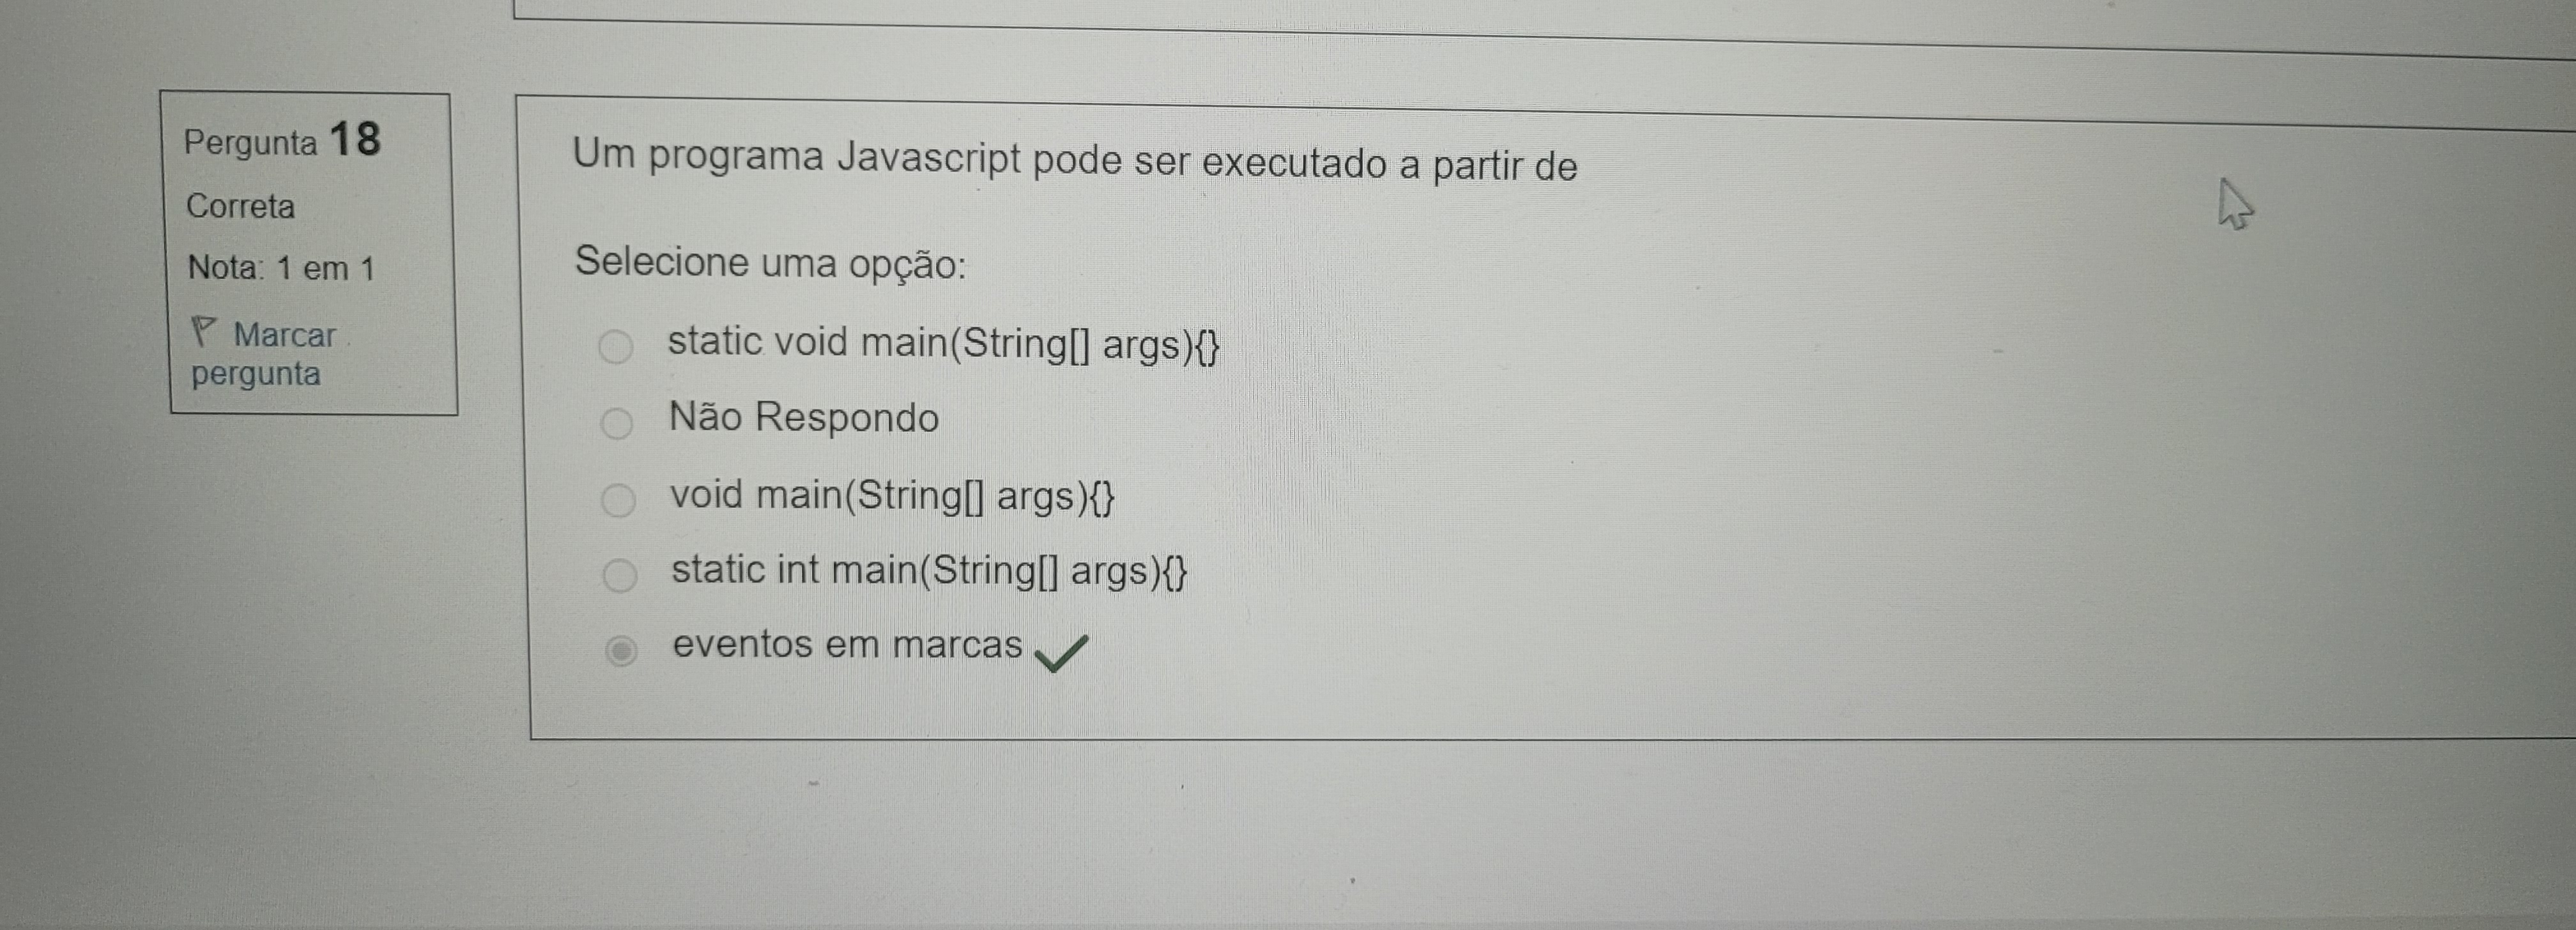 Pergunta 18
Correta
Nota: 1 em 1
Marcar
pergunta
Um programa Javascript pode ser executado a partir de
Selecione uma opção:
static void main(String[] args){}
Não Respondo
void main(String[] args){}
static int main(String[] args){}
eventos em marcas